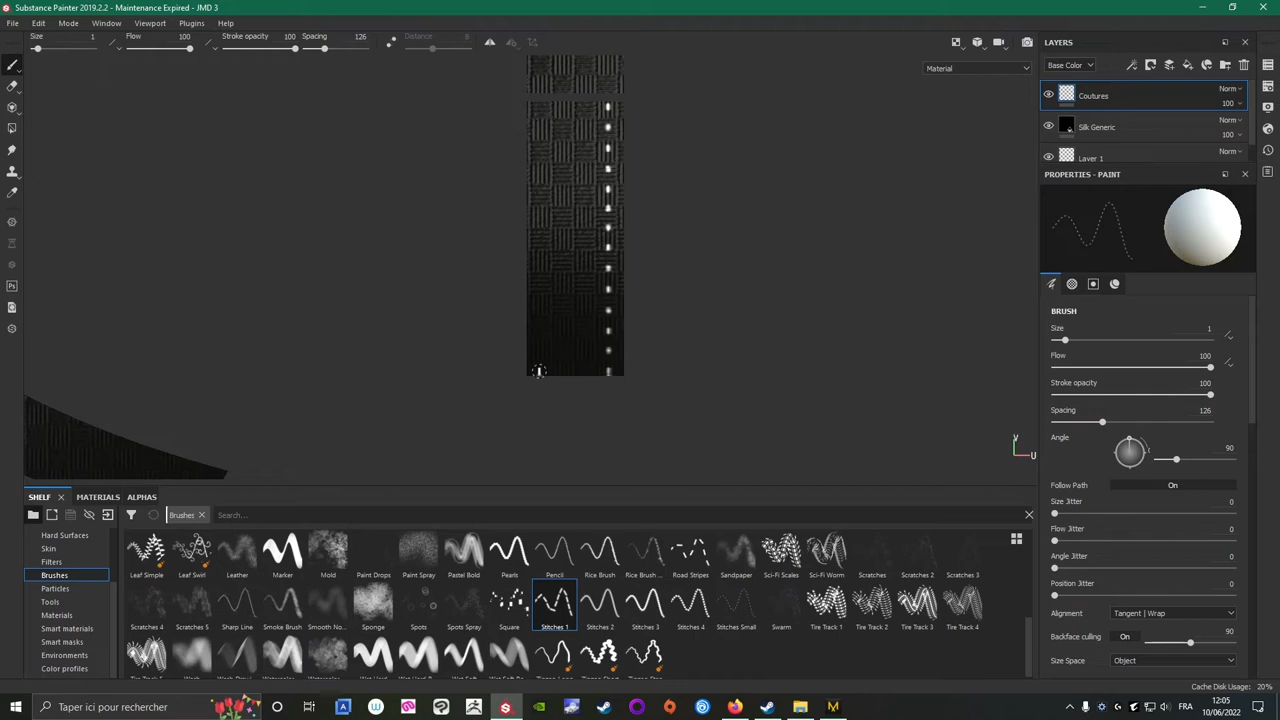 Substance Painter 2019.2.2 - Maintenance Expired - JMD 3
File Edit Mode Window Viewport Plugins Help
Size 1 Flow 100 Stroke opacity 100 Spacing 126 Distance 8
Material
LAYERS
Base Color
Coutures Norm 100
Silk Generic Norm 100
Layer 1 Norm
PROPERTIES - PAINT
BRUSH
Size 1
Flow 100
Stroke opacity 100
Spacing 126
Angle 90
Follow Path On
Size Jitter 0
Flow Jitter 0
Angle Jitter 0
Position Jitter 0
Alignment Tangent | Wrap
Backface culling On 90
Size Space Object
V
U
SHELF MATERIALS ALPHAS
Brushes Search...
Hard Surfaces
Skin
Filters
Brushes
Particles
Tools
Materials
Smart materials
Smart masks
Environments
Color profiles
Leaf Simple Leaf Swirl Leather Marker Mold Paint Drops Paint Spray Pastel Bold Pearls Pencil Rice Brush Rice Brush ... Road Stripes Sandpaper Sci-Fi Scales Sci-Fi Worm Scratches Scratches 2 Scratches 3
Scratches 4 Scratches 5 Sharp Line Smoke Brush Smooth No... Sponge Spots Spots Spray Square Stitches 1 Stitches 2 Stitches 3 Stitches 4 Stitches Small Swarm Tire Track 1 Tire Track 2 Tire Track 3 Tire Track 4
Cache Disk Usage: 20%
Taper ici pour rechercher
Ps
FRA
12:05
10/06/2022